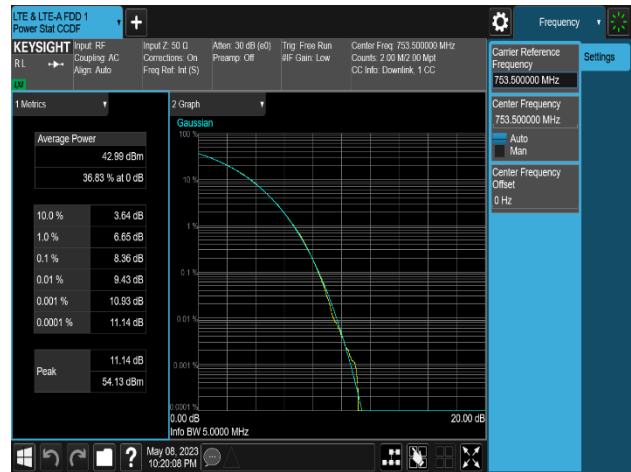 LTE & LTE-A FDD 1
Power Stat CCDF
Frequency
KEYSIGHT
R L
LM
Input: RF
Coupling: AC
Align: Auto
Input Z: 50 Ω
Corrections: On
Freq Ref: Int (S)
Atten: 30 dB (e0)
Preamp: Off
Trig: Free Run
#IF Gain: Low
Center Freq: 753.500000 MHz
Counts: 2.00 M/2.00 Mpt
CC Info: Downlink, 1 CC
Carrier Reference
Frequency
753.500000 MHz
Settings
Center Frequency
753.500000 MHz
Auto
Man
Center Frequency
Offset
0 Hz
1 Metrics
Average Power
42.99 dBm
36.83 % at 0 dB
10.0 % 3.64 dB
1.0 % 6.65 dB
0.1 % 8.36 dB
0.01 % 9.43 dB
0.001 % 10.93 dB
0.0001 % 11.14 dB
Peak
11.14 dB
54.13 dBm
2 Graph
Gaussian
100 %
10 %
1 %
0.1 %
0.01 %
0.001 %
0.0001 %
0.00 dB 20.00 dB
Info BW 5.0000 MHz
?
May 08, 2023
10:20:08 PM